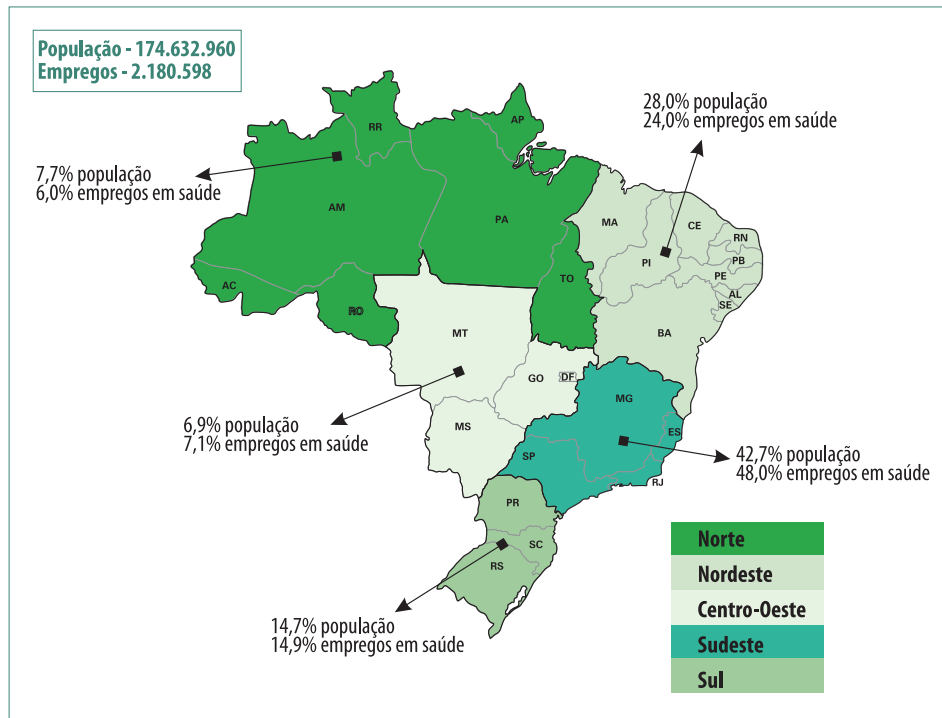 População - 174.632.960
Empregos - 2.180.598
28,0% população
24,0% empregos em saúde
7,7% população
6,0% empregos em saúde
RR
AP
AM
PA
MA
CE
RN
PI
PB
PE
TO
AC
AL
SE
RO
MT
BA
GO
DF
MG
6,9% população
7,1% empregos em saúde
MS
ES
SP
42,7% população
48,0% empregos em saúde
RJ
PR
SC
RS
14,7% população
14,9% empregos em saúde
Norte
Nordeste
Centro-Oeste
Sudeste
Sul